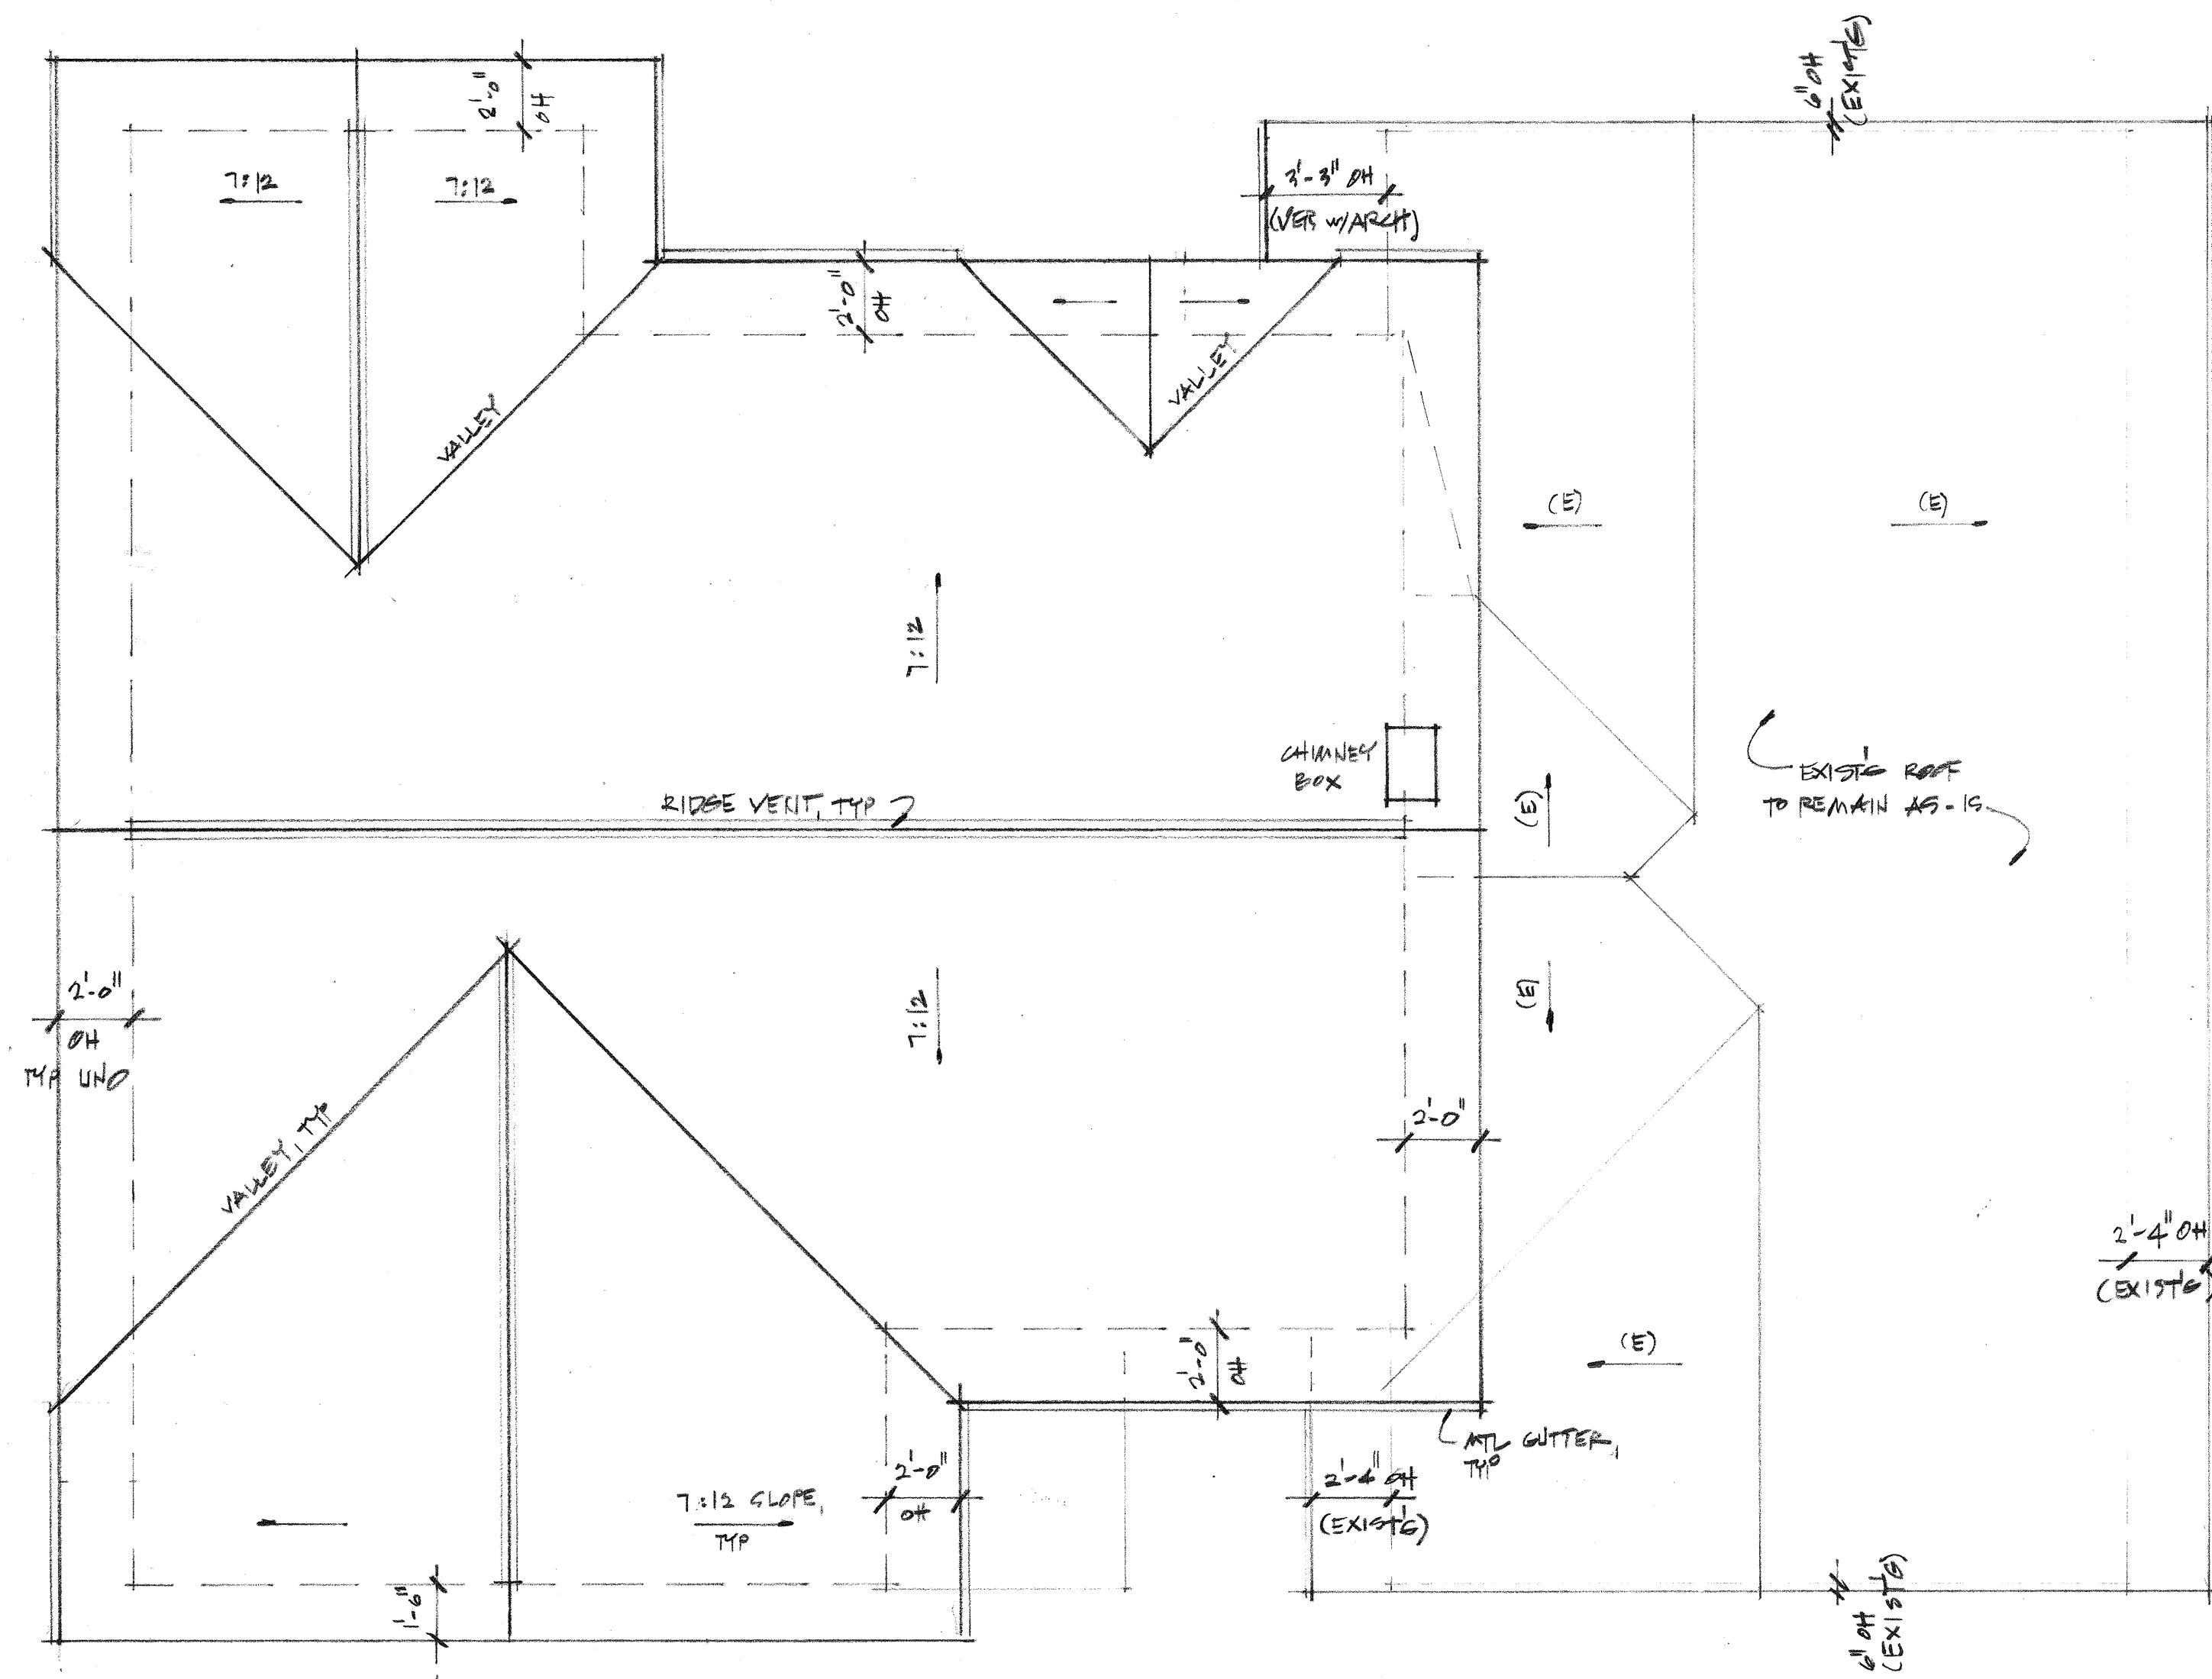 6" OH
(EXIST'G)
2'-0"
OH
7:12
7:12
3'-3" OH
(VER W/ARCH)
2'-0"
OH
VALLEY
VALLEY
(E)
(E)
7:12
CHIMNEY
BOX
EXIST'G ROOF
TO REMAIN AS-IS
RIDGE VENT, TYP
(E)
2'-0"
OH
TYP UNO
7:12
(E)
2'-0"
VALLEY, TYP
2'-4" OH
(EXIST'G)
2'-0"
OH
(E)
MTL GUTTER,
TYP
2'-0"
OH
2'-4" OH
(EXIST'G)
7:12 SLOPE,
TYP
1'-6"
6" OH
(EXIST'G)